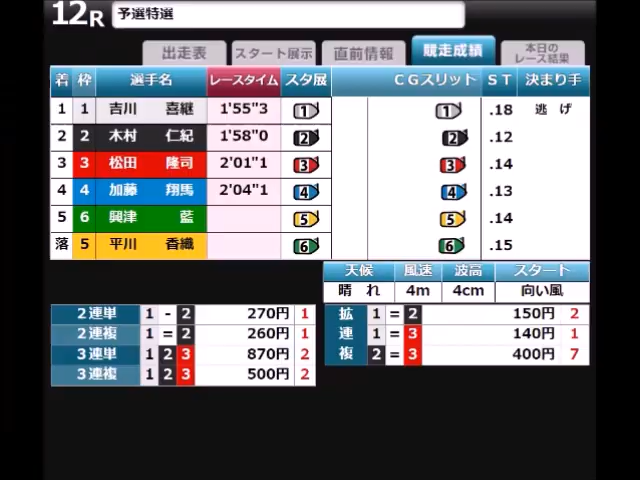 12R 予選特選
出走表 スタート展示 直前情報 競走成績 本日のレース結果
着 枠 選手名 レースタイム スタ展 CGスリット ST 決まり手
1 1 吉川 喜継 1'55"3 1 1 .18 逃 げ
2 2 木村 仁紀 1'58"0 2 2 .12
3 3 松田 隆司 2'01"1 3 3 .14
4 4 加藤 翔馬 2'04"1 4 4 .13
5 6 興津 藍 5 5 .14
落 5 平川 香織 6 6 .15
天候 風速 波高 スタート
晴 れ 4m 4cm 向い風
2連単 1 - 2 270円 1
2連複 1 = 2 260円 1
3連単 1 2 3 870円 2
3連複 1 2 3 500円 2
拡 1 = 2 150円 2
連 1 = 3 140円 1
複 2 = 3 400円 7